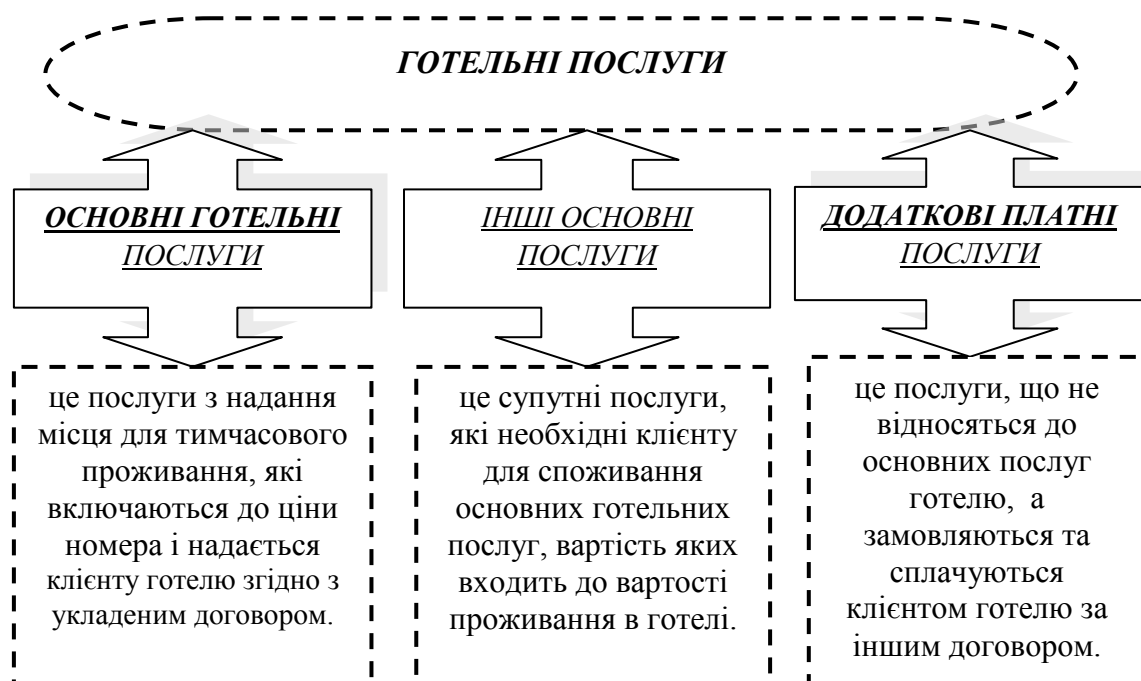 ГОТЕЛЬНІ ПОСЛУГИ
ОСНОВНІ ГОТЕЛЬНІ
ПОСЛУГИ
ІНШІ ОСНОВНІ
ПОСЛУГИ
ДОДАТКОВІ ПЛАТНІ
ПОСЛУГИ
це послуги з надання
місця для тимчасового
проживання, які
включаються до ціни
номера і надається
клієнту готелю згідно з
укладеним договором.
це супутні послуги,
які необхідні клієнту
для споживання
основних готельних
послуг, вартість яких
входить до вартості
проживання в готелі.
це послуги, що не
відносяться до
основних послуг
готелю, а
замовляються та
сплачуються
клієнтом готелю за
іншим договором.